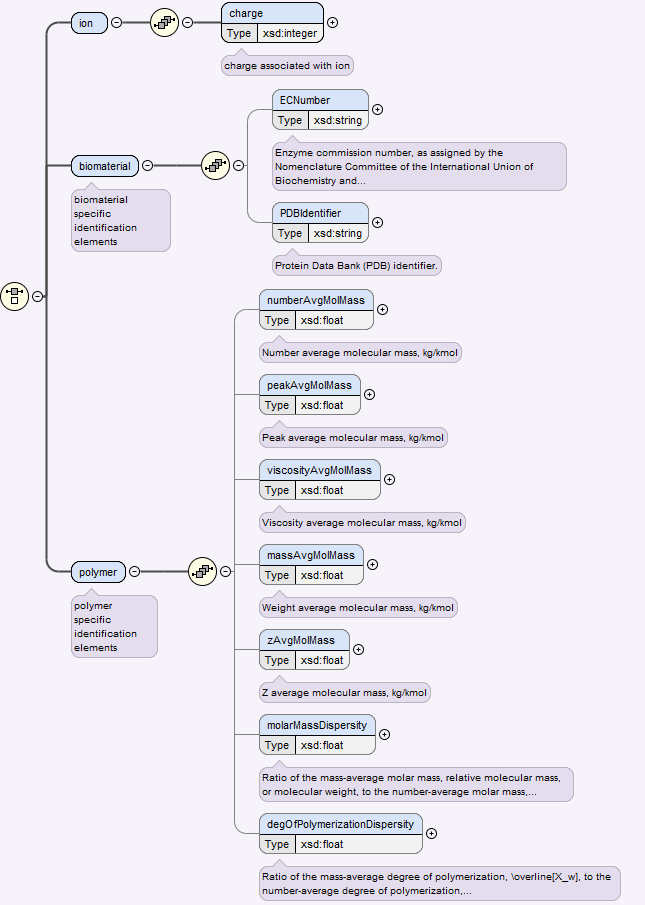 ion
charge
Type xsd:integer
charge associated with ion
biomaterial
biomaterial
specific
identification
elements
ECNumber
Type xsd:string
Enzyme commission number, as assigned by the
Nomenclature Committee of the International Union of
Biochemistry and...
PDBIdentifier
Type xsd:string
Protein Data Bank (PDB) identifier.
polymer
polymer
specific
identification
elements
numberAvgMolMass
Type xsd:float
Number average molecular mass, kg/kmol
peakAvgMolMass
Type xsd:float
Peak average molecular mass, kg/kmol
viscosityAvgMolMass
Type xsd:float
Viscosity average molecular mass, kg/kmol
massAvgMolMass
Type xsd:float
Weight average molecular mass, kg/kmol
zAvgMolMass
Type xsd:float
Z average molecular mass, kg/kmol
molarMassDispersity
Type xsd:float
Ratio of the mass-average molar mass, relative molecular mass,
or molecular weight, to the number-average molar mass,...
degOfPolymerizationDispersity
Type xsd:float
Ratio of the mass-average degree of polymerization, \overline[X_w], to the
number-average degree of polymerization,...